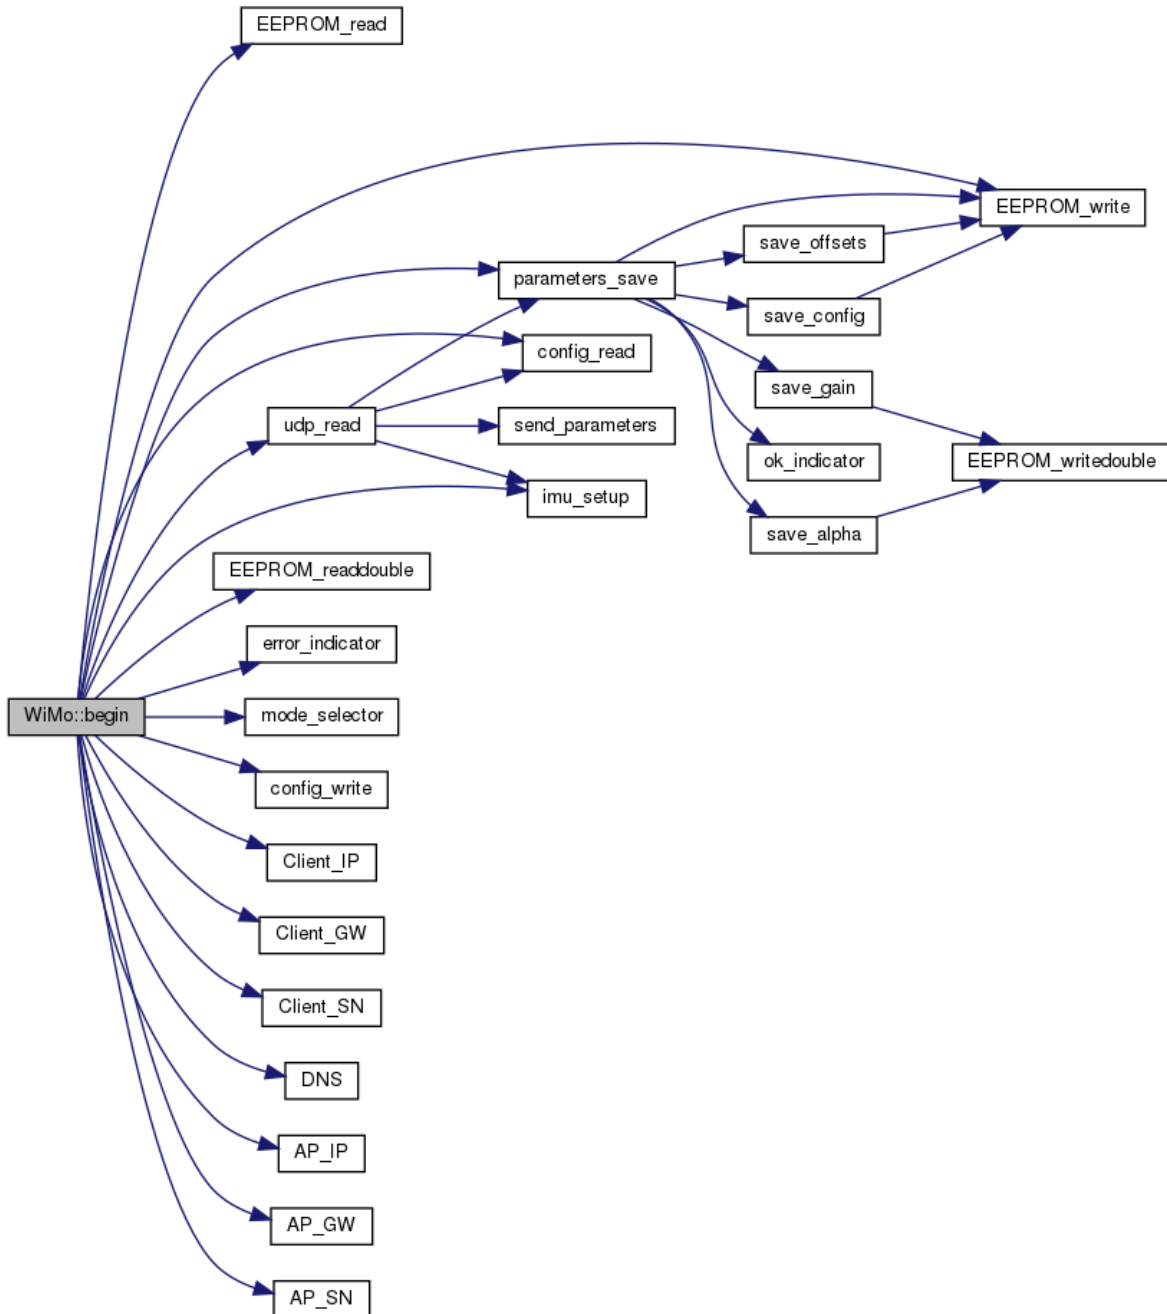 EEPROM_read
EEPROM_write
save_offsets
parameters_save
save_config
config_read
save_gain
udp_read
send_parameters
ok_indicator
EEPROM_writedouble
imu_setup
save_alpha
EEPROM_readdouble
error_indicator
WiMo::begin
mode_selector
config_write
Client_IP
Client_GW
Client_SN
DNS
AP_IP
AP_GW
AP_SN